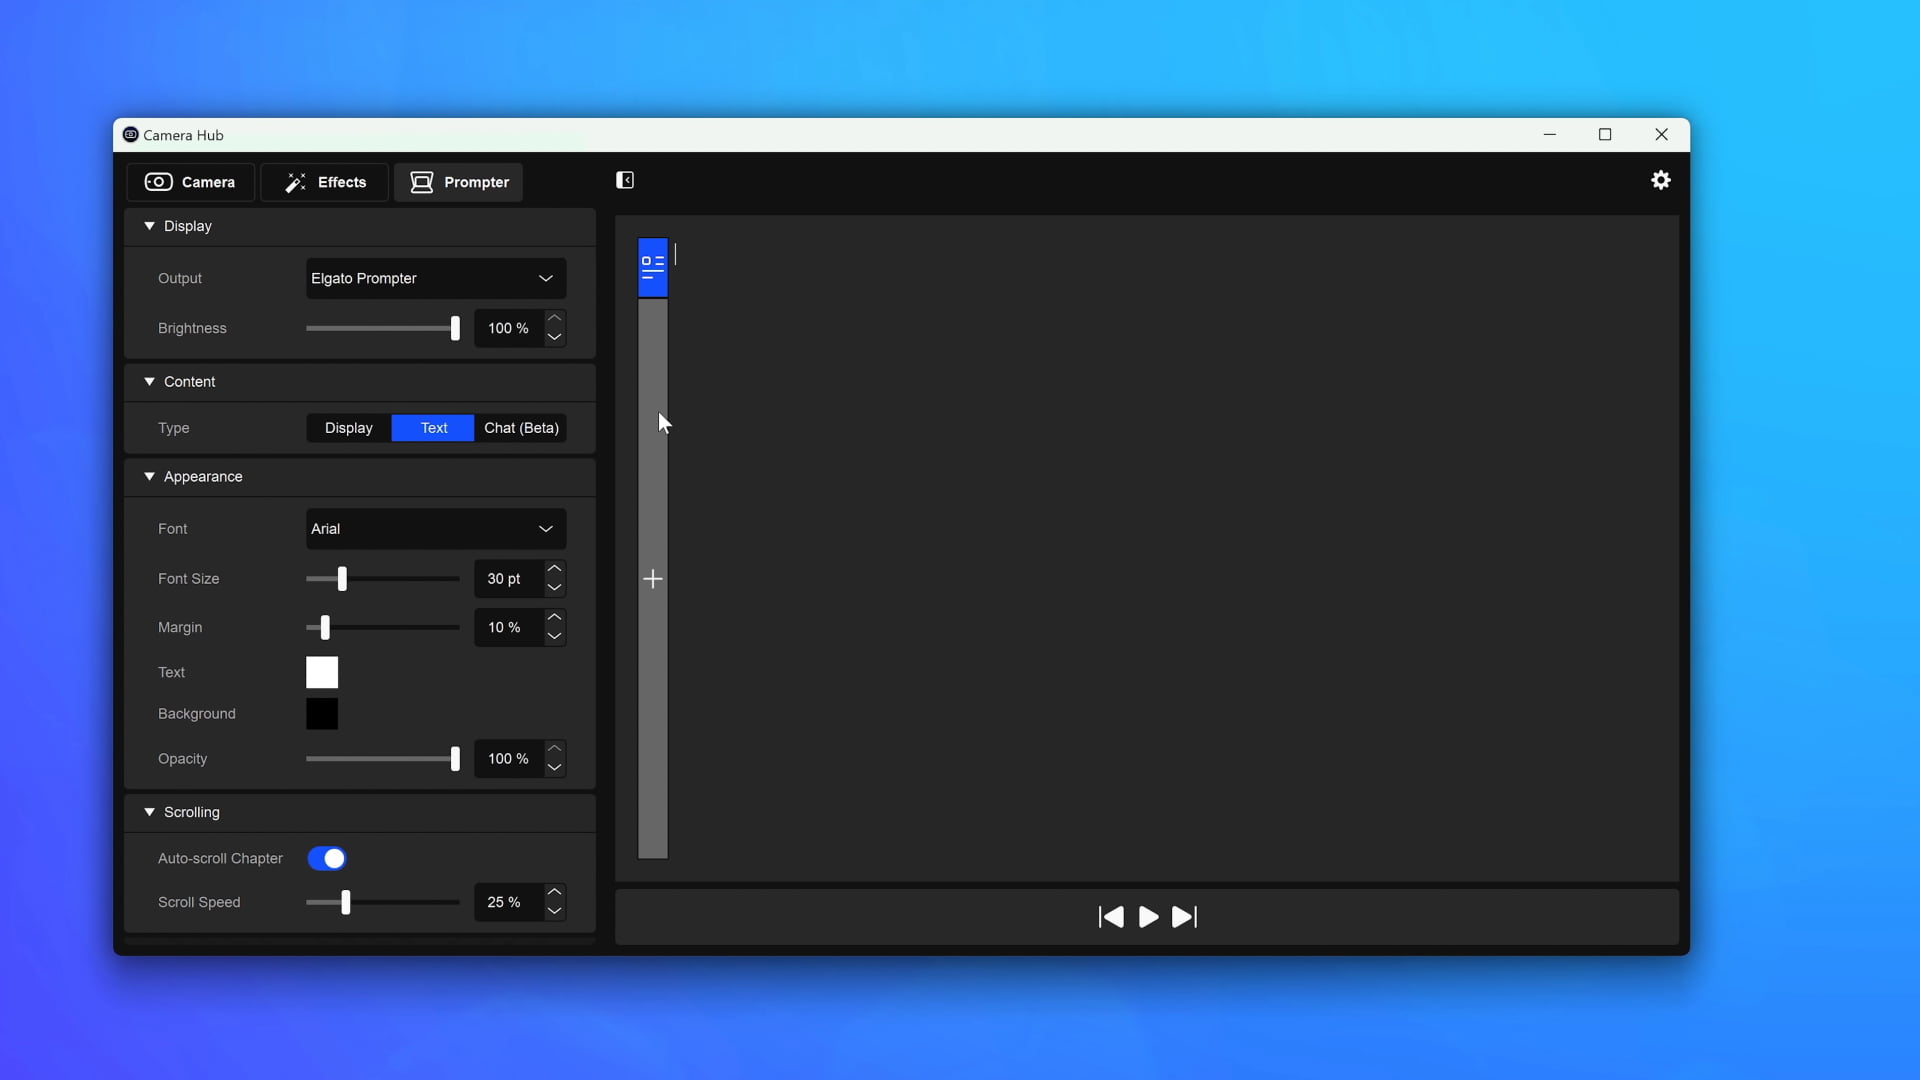 Camera Hub
Camera Effects Prompter
Display
Output Elgato Prompter
Brightness 100 %
Content
Type Display Text Chat (Beta)
Appearance
Font Arial
Font Size 30 pt
Margin 10 %
Text
Background
Opacity 100 %
Scrolling
Auto-scroll Chapter
Scroll Speed 25 %